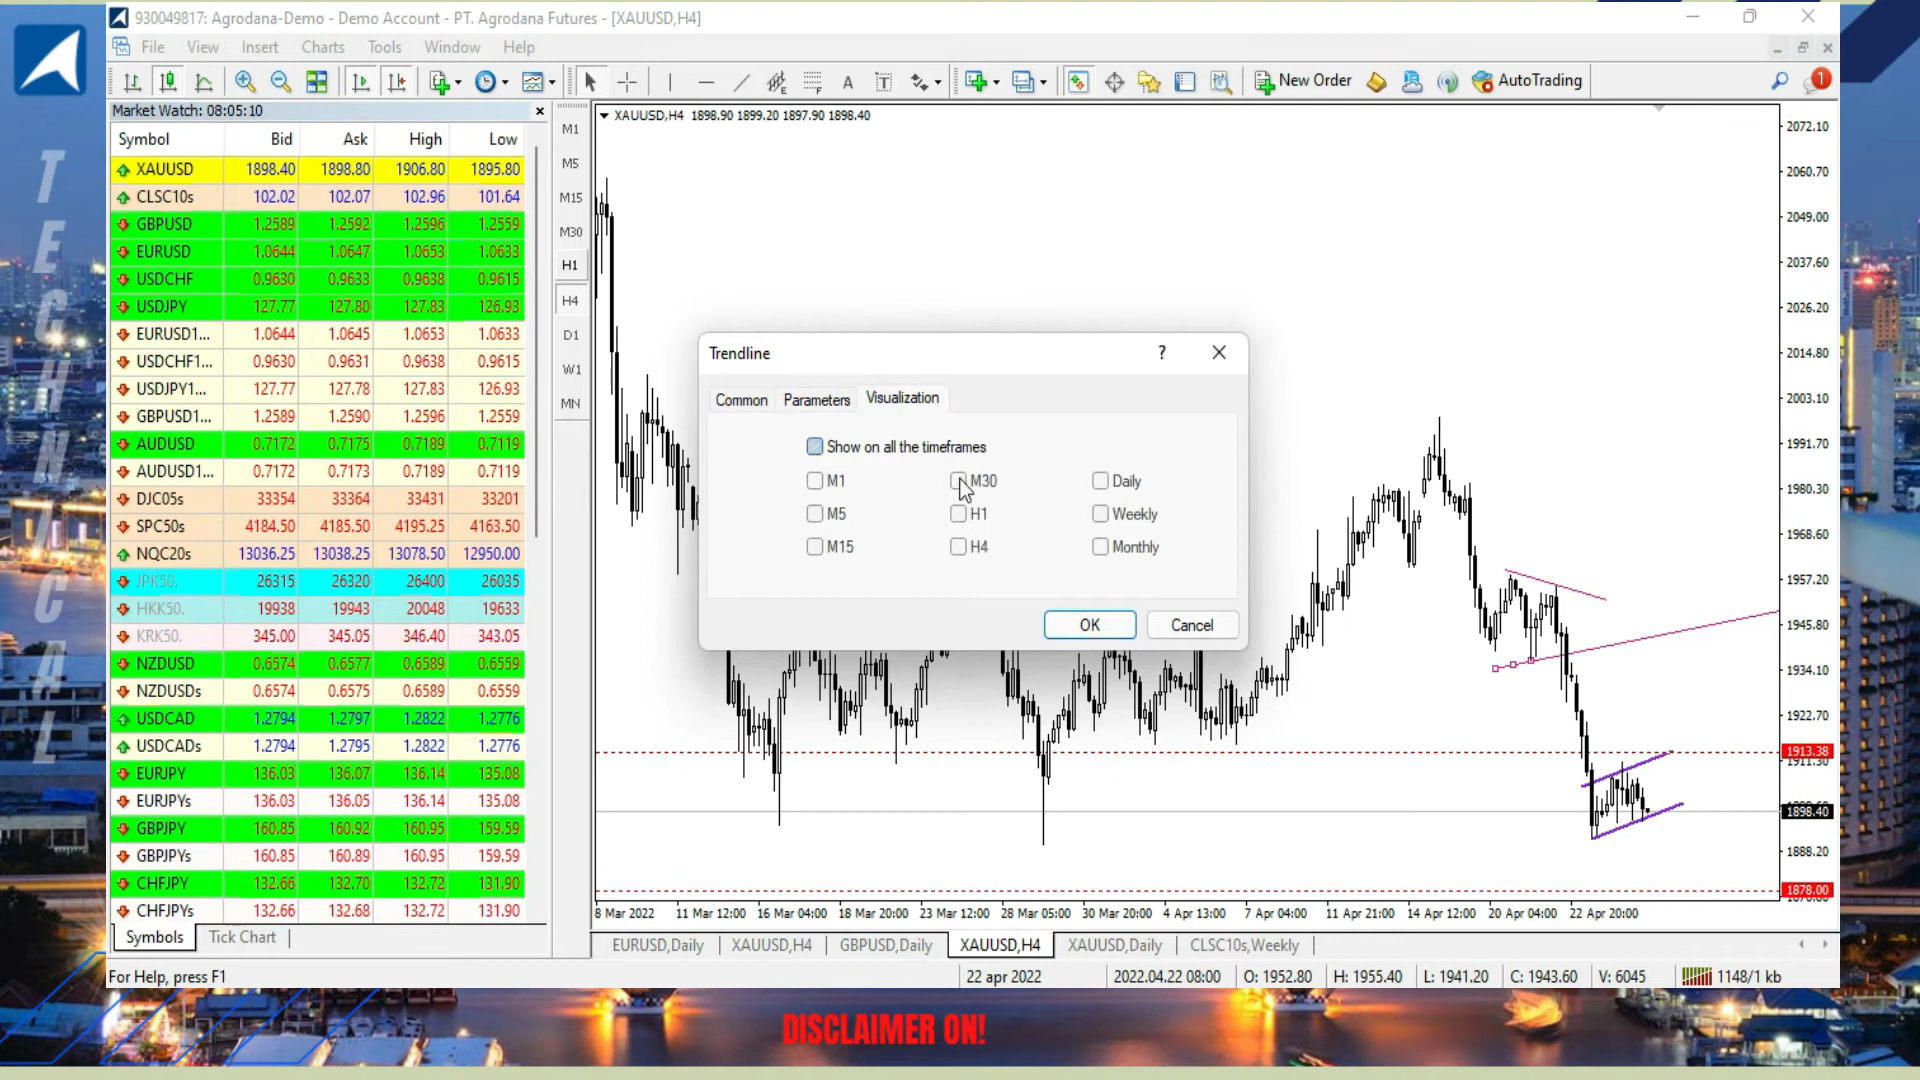 930049817: Agrodana-Demo - Demo Account - PT. Agrodana Futures - [XAUUSD,H4]
File View Insert Charts Tools Window Help
New Order AutoTrading 1
Market Watch: 08:05:10
Symbol Bid Ask High Low
XAUUSD 1898.40 1898.80 1906.80 1895.80
CLSC10s 102.02 102.07 102.96 101.64
GBPUSD 1.2589 1.2592 1.2596 1.2559
EURUSD 1.0644 1.0647 1.0653 1.0633
USDCHF 0.9630 0.9633 0.9638 0.9615
USDJPY 127.77 127.80 127.83 126.93
EURUSD1... 1.0644 1.0645 1.0653 1.0633
USDCHF1... 0.9630 0.9631 0.9638 0.9615
USDJPY1... 127.77 127.78 127.83 126.93
GBPUSD1... 1.2589 1.2590 1.2596 1.2559
AUDUSD 0.7172 0.7175 0.7189 0.7119
AUDUSD1... 0.7172 0.7173 0.7189 0.7119
DJC05s 33354 33364 33431 33201
SPC50s 4184.50 4185.50 4195.25 4163.50
NQC20s 13036.25 13038.25 13078.50 12950.00
JPK50. 26315 26320 26400 26035
HKK50. 19938 19943 20048 19633
KRK50. 345.00 345.05 346.40 343.05
NZDUSD 0.6574 0.6577 0.6589 0.6559
NZDUSDs 0.6574 0.6575 0.6589 0.6559
USDCAD 1.2794 1.2797 1.2822 1.2776
USDCADs 1.2794 1.2795 1.2822 1.2776
EURJPY 136.03 136.07 136.14 135.08
EURJPYs 136.03 136.05 136.14 135.08
GBPJPY 160.85 160.92 160.95 159.59
GBPJPYs 160.85 160.89 160.95 159.59
CHFJPY 132.66 132.70 132.72 131.90
CHFJPYs 132.66 132.68 132.72 131.90
Symbols Tick Chart
M1
M5
M15
M30
H1
H4
D1
W1
MN
XAUUSD,H4 1898.90 1899.20 1897.90 1898.40
Trendline ?
Common Parameters Visualization
Show on all the timeframes
M1 M30 Daily
M5 H1 Weekly
M15 H4 Monthly
OK Cancel
2072.10
2060.70
2049.00
2037.60
2026.20
2014.80
2003.10
1991.70
1980.30
1968.60
1957.20
1945.80
1934.10
1922.70
1913.38
1911.30
1898.40
1888.20
1878.00
8 Mar 2022 11 Mar 12:00 16 Mar 04:00 18 Mar 20:00 23 Mar 12:00 28 Mar 05:00 30 Mar 20:00 4 Apr 13:00 7 Apr 04:00 11 Apr 21:00 14 Apr 12:00 20 Apr 04:00 22 Apr 20:00
EURUSD,Daily XAUUSD,H4 GBPUSD,Daily XAUUSD,H4 XAUUSD,Daily CLSC10s,Weekly
For Help, press F1 22 apr 2022 2022.04.22 08:00 O: 1952.80 H: 1955.40 L: 1941.20 C: 1943.60 V: 6045 1148/1 kb
TECHNICAL
DISCLAIMER ON!